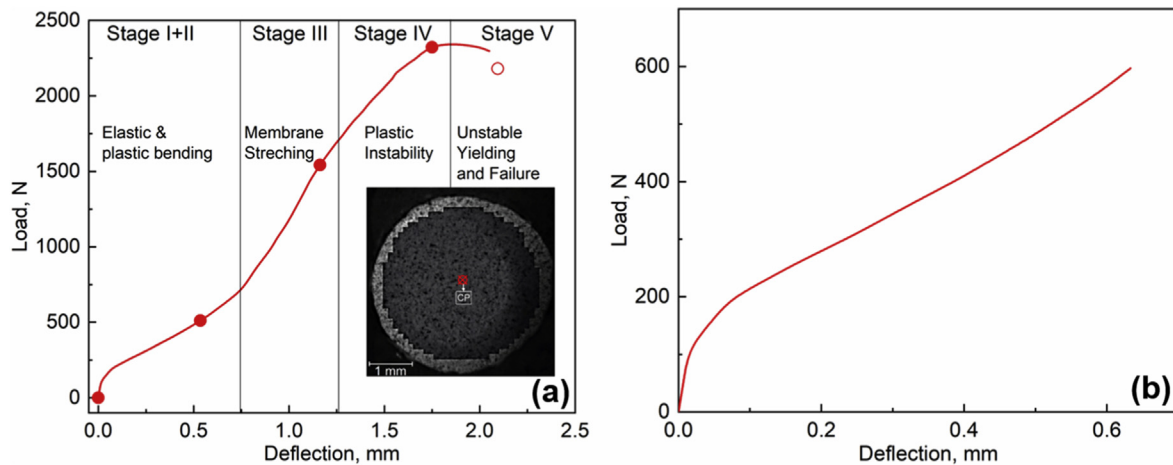 Stage I+II Stage III Stage IV Stage V
Elastic &
plastic bending
Membrane
Streching
Plastic
Instability
Unstable
Yielding
and Failure
CP
1 mm
(a)
2500
2250
2000
1500
1000
750
500
250
0
Load, N
0.0 0.5 1.0 1.5 2.0 2.5
Deflection, mm
600
400
200
0
Load, N
0.0 0.2 0.4 0.6
Deflection, mm
(b)